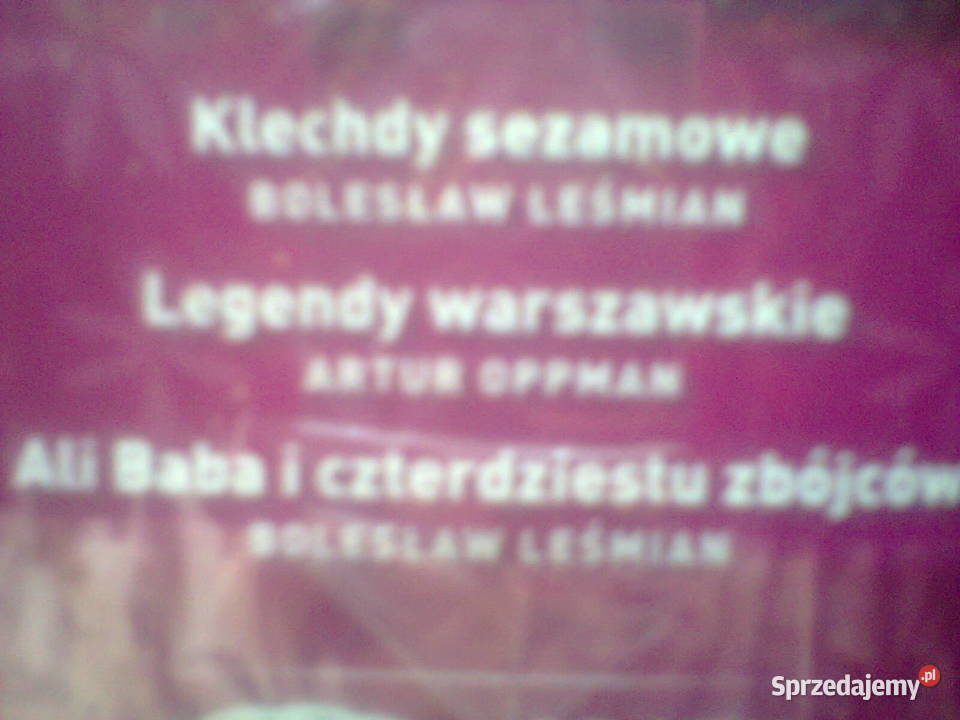 Klechdy sezamowe
BOLESŁAW LEŚMIAN
Legendy warszawskie
ARTUR OPPMAN
Ali Baba i czterdziestu zbójców
BOLESŁAW LEŚMIAN
Sprzedajemy.pl